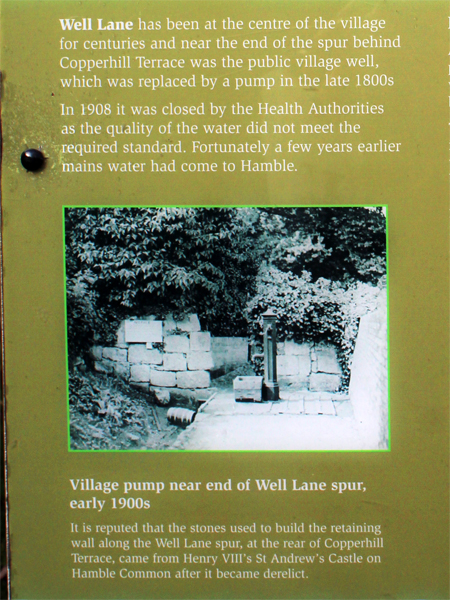 Well Lane has been at the centre of the village
for centuries and near the end of the spur behind
Copperhill Terrace was the public village well,
which was replaced by a pump in the late 1800s
In 1908 it was closed by the Health Authorities
as the quality of the water did not meet the
required standard. Fortunately a few years earlier
mains water had come to Hamble.
Village pump near end of Well Lane spur,
early 1900s
It is reputed that the stones used to build the retaining
wall along the Well Lane spur, at the rear of Copperhill
Terrace, came from Henry VIII's St Andrew's Castle on
Hamble Common after it became derelict.